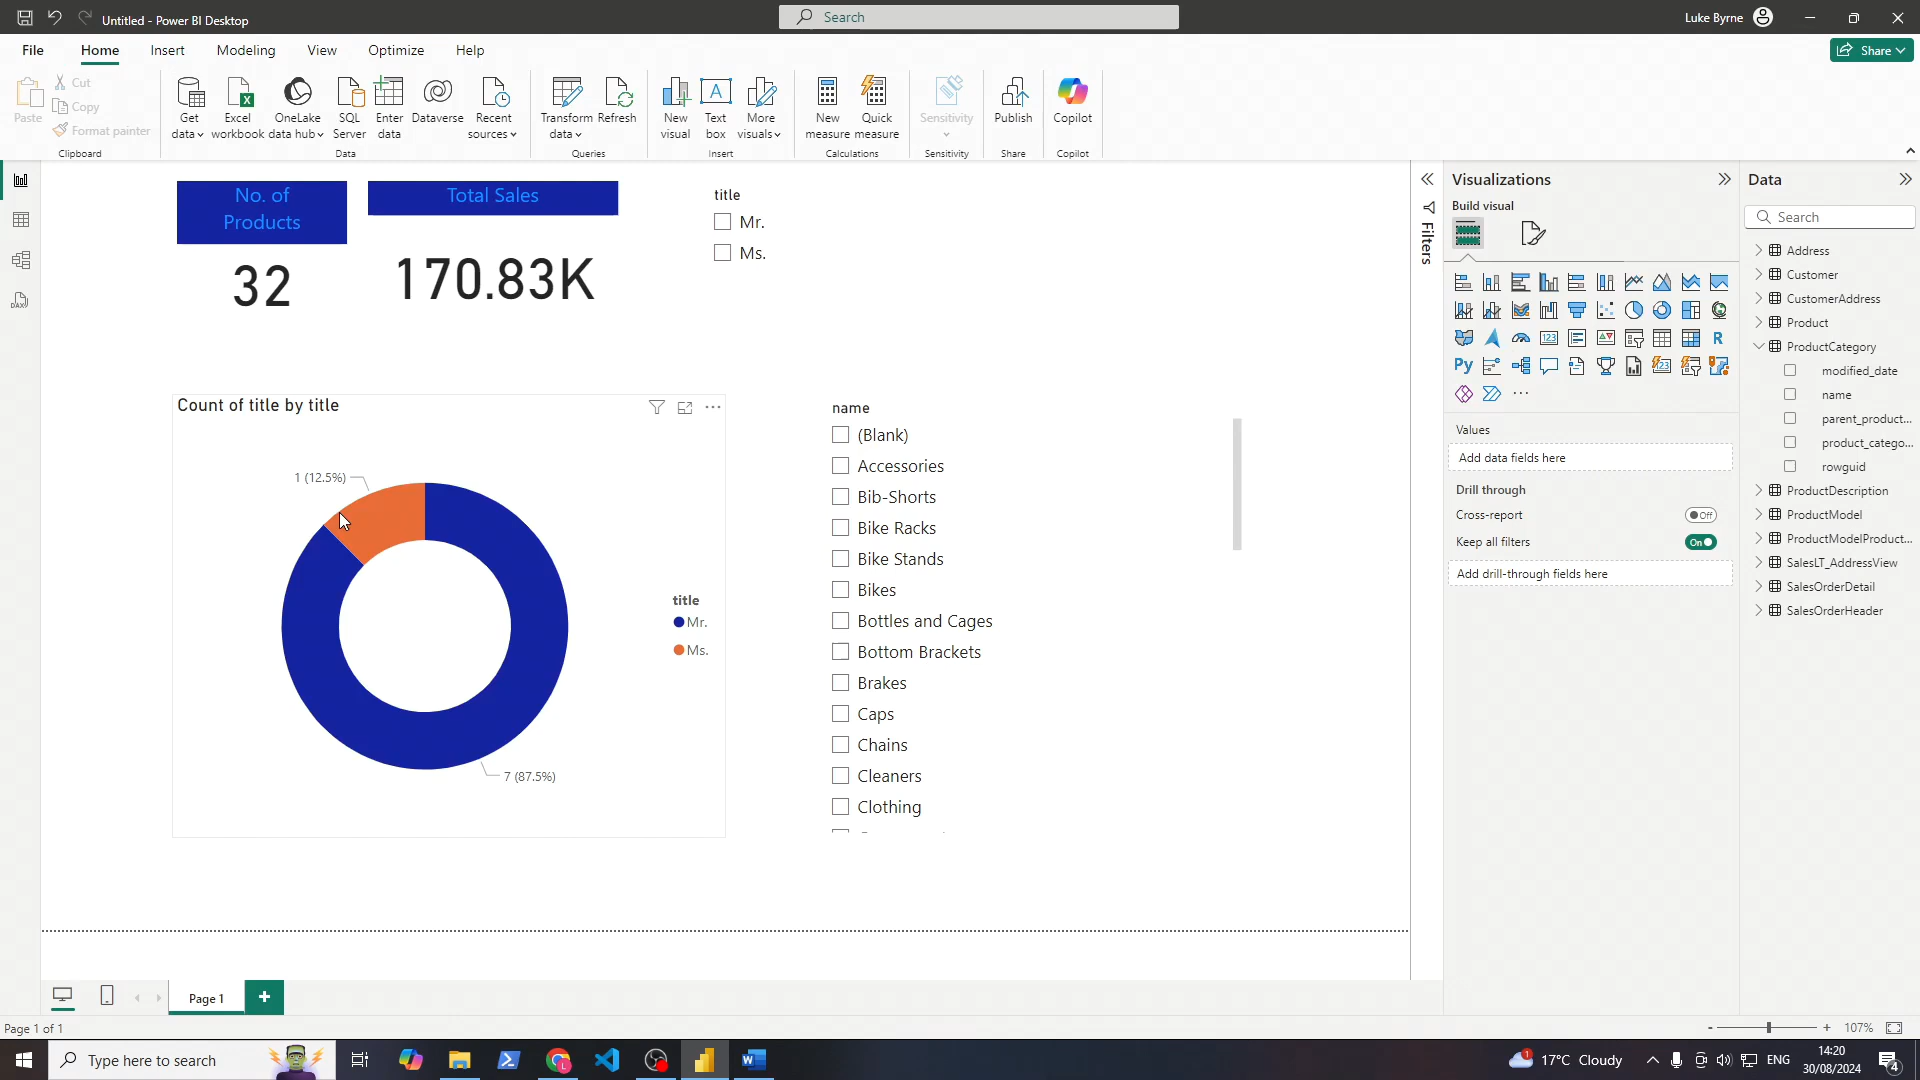 Untitled - Power BI Desktop
Search
Luke Byrne
File
Home
Insert
Modeling
View
Optimize
Help
Share
Paste
Cut
Copy
Format painter
Clipboard
Get data
Excel workbook
OneLake data hub
SQL Server
Enter data
Dataverse
Recent sources
Data
Transform data
Refresh
Queries
New visual
Text box
More visuals
Insert
New measure
Quick measure
Calculations
Sensitivity
Sensitivity
Publish
Share
Copilot
Copilot
No. of
Products
32
Total Sales
170.83K
title
Mr.
Ms.
Count of title by title
1 (12.5%)
7 (87.5%)
title
Mr.
Ms.
name
(Blank)
Accessories
Bib-Shorts
Bike Racks
Bike Stands
Bikes
Bottles and Cages
Bottom Brackets
Brakes
Caps
Chains
Cleaners
Clothing
Filters
Visualizations
Build visual
123
R
Py
Values
Add data fields here
Drill through
Cross-report
Off
Keep all filters
On
Add drill-through fields here
Data
Search
Address
Customer
CustomerAddress
Product
ProductCategory
modified_date
name
parent_product...
product_catego...
rowguid
ProductDescription
ProductModel
ProductModelProduct...
SalesLT_AddressView
SalesOrderDetail
SalesOrderHeader
Page 1
Page 1 of 1
107%
Type here to search
17°C Cloudy
ENG
14:20
30/08/2024
4